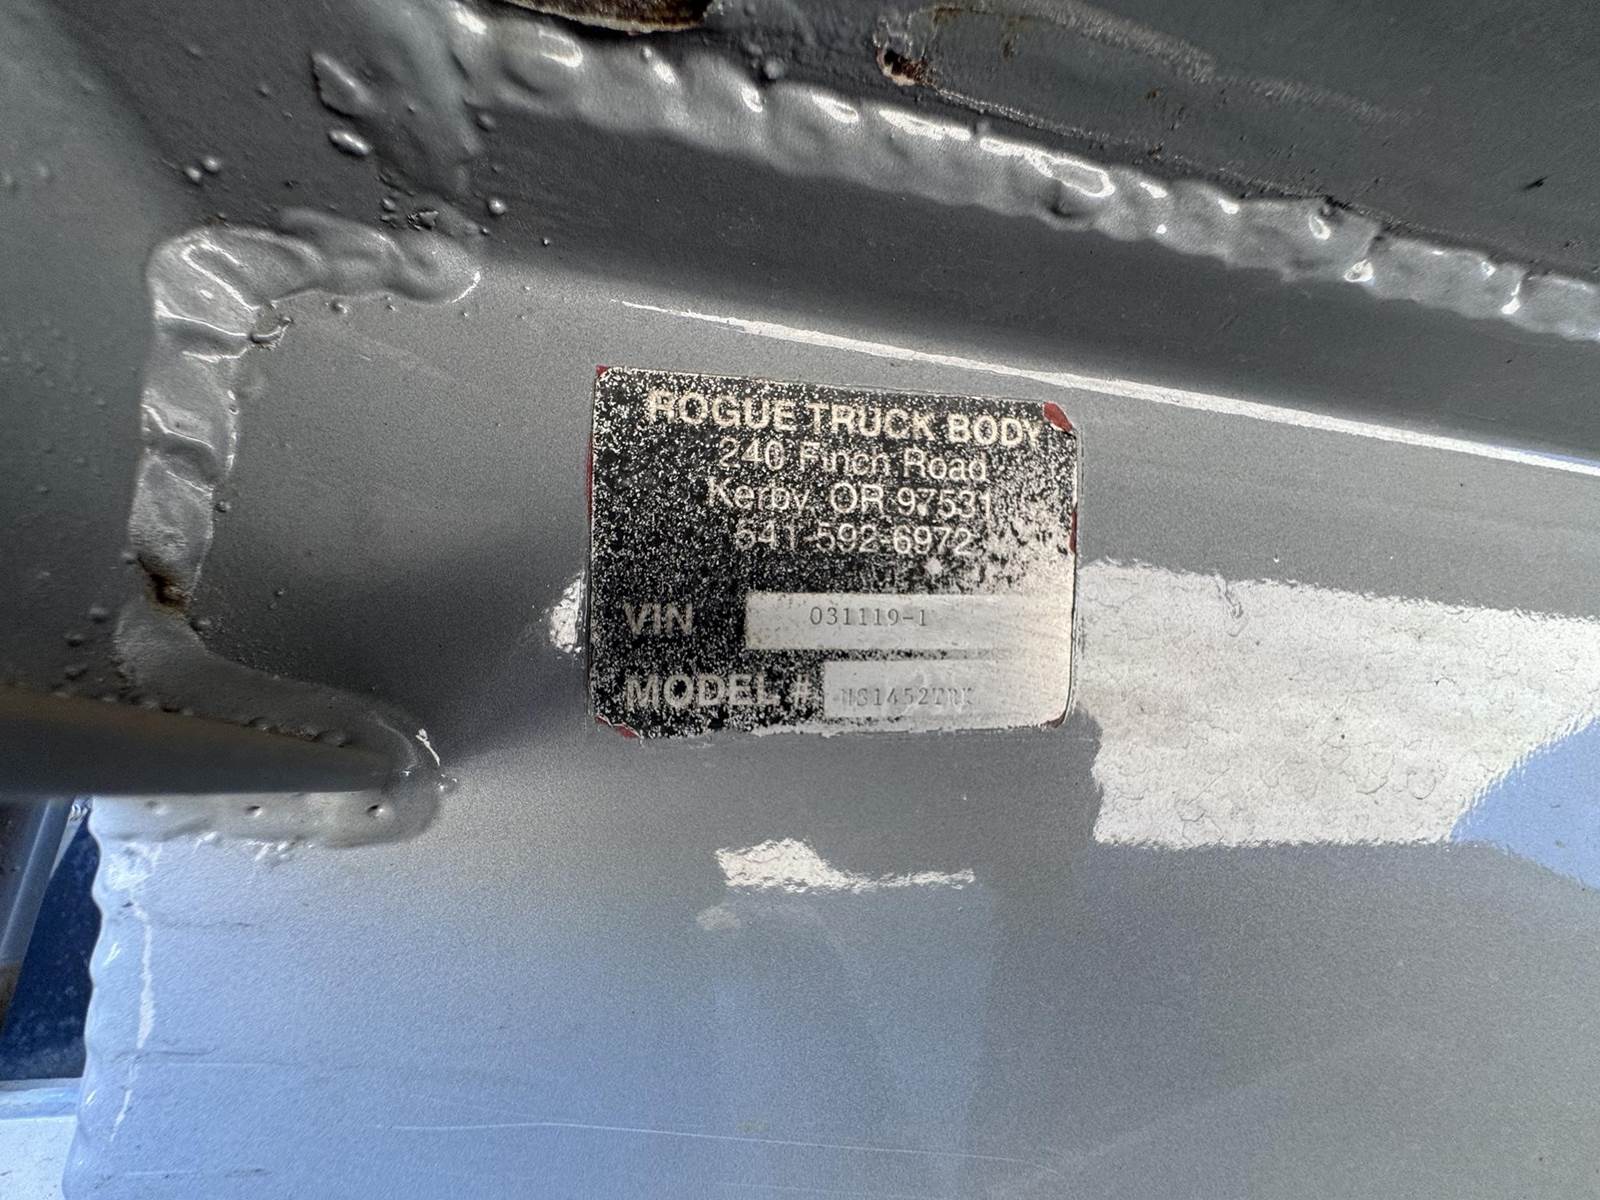 ROGUE TRUCK BODY
240 Finch Road
Kerby, OR 97531
541-592-6972
VIN 031119-1
MODEL #